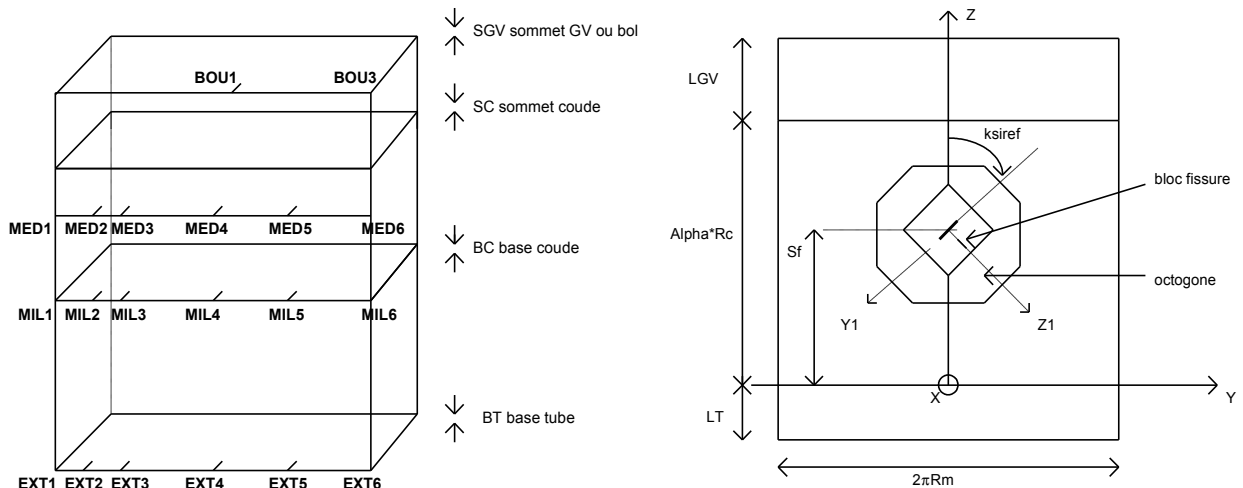 SGV sommet GV ou bol
BOU1 BOU3
SC sommet coude
MED1 MED2 MED3 MED4 MED5 MED6
BC base coude
MIL1 MIL2 MIL3 MIL4 MIL5 MIL6
BT base tube
EXT1 EXT2 EXT3 EXT4 EXT5 EXT6
Z
LGV
ksiref
bloc fissure
Alpha*Rc
Sf
octogone
Y1
Z1
X
Y
LT
2πRm